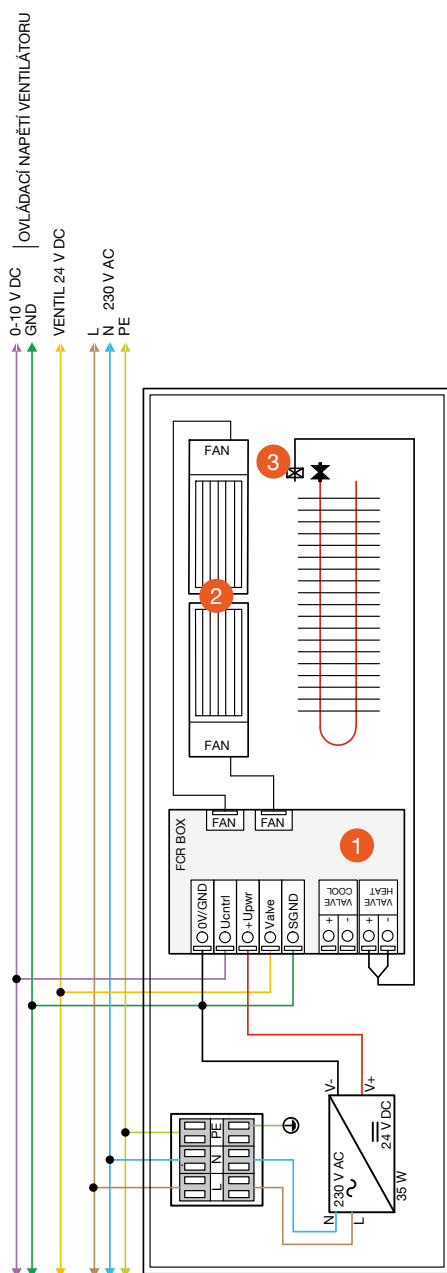 0-10 V DC
GND
OVLÁDACÍ NAPĚTÍ VENTILÁTORU
VENTIL 24 V DC
L
N 230 V AC
PE
FAN
3
2
FAN
FCR BOX
FAN
FAN
1
0V/GND
Ucntrl
+Upwr
Valve
SGND
+
-
VALVE
COOL
+
-
VALVE
HEAT
PE
N
L
V-
V+
230 V AC
24 V DC
N
L
35 W